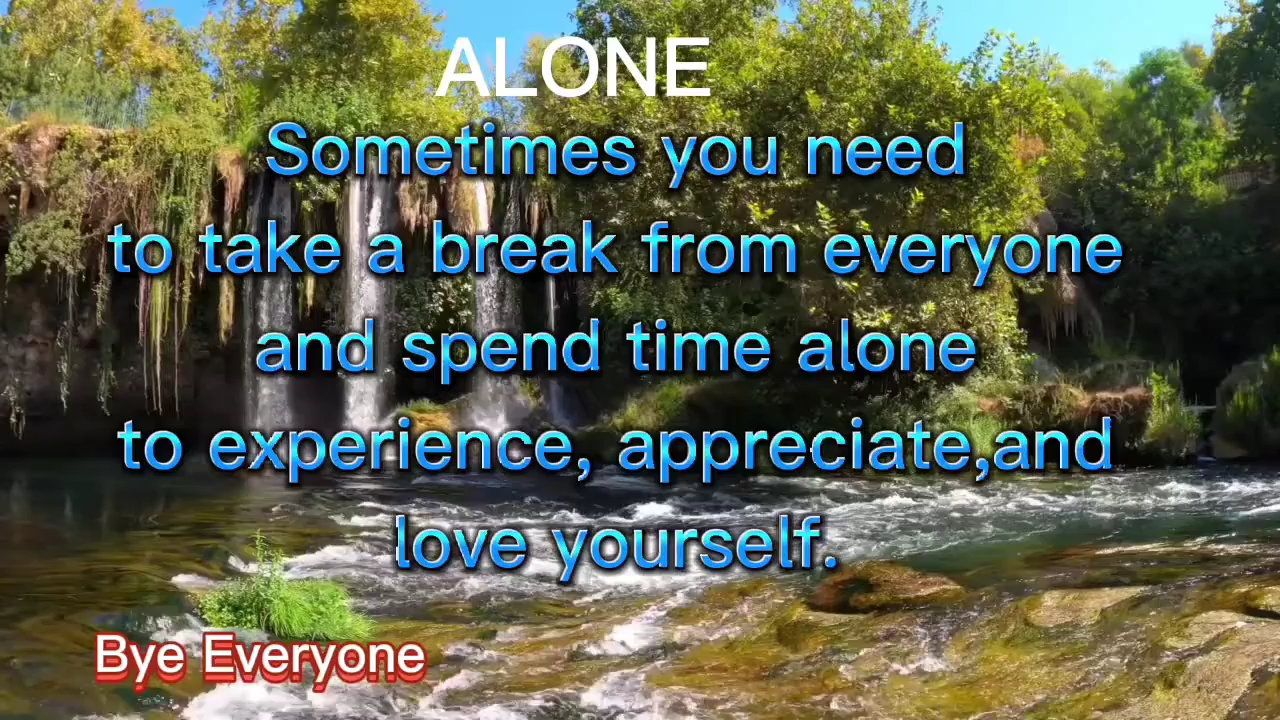 ALONE
Sometimes you need
to take a break from everyone
and spend time alone
to experience, appreciate,and
love yourself.
Bye Everyone